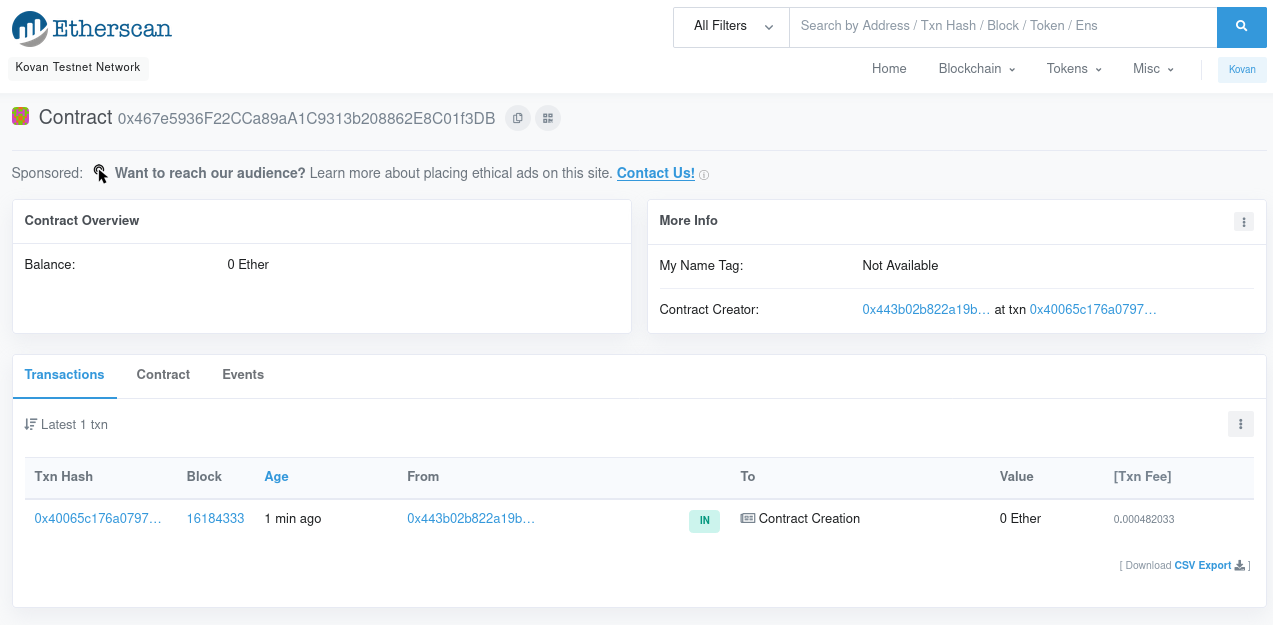 Etherscan
All Filters Search by Address / Txn Hash / Block / Token / Ens
Kovan Testnet Network
Home Blockchain Tokens Misc Kovan
Contract 0x467e5936F22CCa89aA1C9313b208862E8C01f3DB
Sponsored: Want to reach our audience? Learn more about placing ethical ads on this site. Contact Us!
Contract Overview
Balance: 0 Ether
More Info
My Name Tag: Not Available
Contract Creator: 0x443b02b822a19b... at txn 0x40065c176a0797...
Transactions Contract Events
Latest 1 txn
Txn Hash Block Age From To Value [Txn Fee]
0x40065c176a0797... 16184333 1 min ago 0x443b02b822a19b... IN Contract Creation 0 Ether 0.000482033
[ Download CSV Export ]